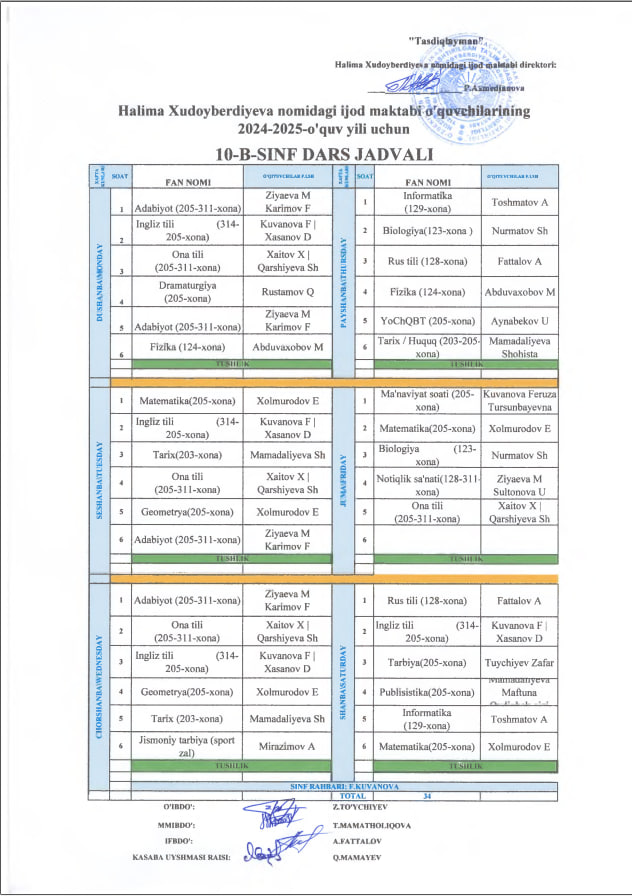 "Tasdiqtayman"
Halima Xudoyberdiyeva nomidagi ijod maktabi direktori:
P.Axmedjanova
Halima Xudoyberdiyeva nomidagi ijod maktabi o'quvchilarining
2024-2025-o'quv yili uchun
10-B-SINF DARS JADVALI
XAFTA KUNLARI SOAT FAN NOMI O'QITUVCHILAR F.I.SH
DUSHANBA\MONDAY
1 Adabiyot (205-311-xona) Ziyaeva M
Karimov F
2 Ingliz tili (314-
205-xona) Kuvanova F |
Xasanov D
3 Ona tili
(205-311-xona) Xaitov X |
Qarshiyeva Sh
4 Dramaturgiya
(205-xona) Rustamov Q
5 Adabiyot (205-311-xona) Ziyaeva M
Karimov F
6 Fizika (124-xona) Abduvaxobov M
TUSHLIK
SESHANBA\TUESDAY
1 Matematika(205-xona) Xolmurodov E
2 Ingliz tili (314-
205-xona) Kuvanova F |
Xasanov D
3 Tarix(203-xona) Mamadaliyeva Sh
4 Ona tili
(205-311-xona) Xaitov X |
Qarshiyeva Sh
5 Geometrya(205-xona) Xolmurodov E
6 Adabiyot (205-311-xona) Ziyaeva M
Karimov F
TUSHLIK
CHORSHANBA\WEDNESDAY
1 Adabiyot (205-311-xona) Ziyaeva M
Karimov F
2 Ona tili
(205-311-xona) Xaitov X |
Qarshiyeva Sh
3 Ingliz tili (314-
205-xona) Kuvanova F |
Xasanov D
4 Geometrya(205-xona) Xolmurodov E
5 Tarix (203-xona) Mamadaliyeva Sh
6 Jismoniy tarbiya (sport
zal) Mirazimov A
TUSHLIK
XAFTA KUNLARI SOAT FAN NOMI O'QITUVCHILAR F.I.SH
PAYSHANBA\THURSDAY
1 Informatika
(129-xona) Toshmatov A
2 Biologiya(123-xona ) Nurmatov Sh
3 Rus tili (128-xona) Fattalov A
4 Fizika (124-xona) Abduvaxobov M
5 YoChQBT (205-xona) Aynabekov U
6 Tarix / Huquq (203-205-
xona) Mamadaliyeva
Shohista
TUSHLIK
JUMA\FRIDAY
1 Ma'naviyat soati (205-
xona) Kuvanova Feruza
Tursunbayevna
2 Matematika(205-xona) Xolmurodov E
3 Biologiya (123-
xona) Nurmatov Sh
4 Notiqlik sa'nati(128-311-
xona) Ziyaeva M
Sultonova U
5 Ona tili
(205-311-xona) Xaitov X |
Qarshiyeva Sh
6
TUSHLIK
SHANBA\SATURDAY
1 Rus tili (128-xona) Fattalov A
2 Ingliz tili (314-
205-xona) Kuvanova F |
Xasanov D
3 Tarbiya(205-xona) Tuychiyev Zafar
4 Publisistika(205-xona) Mamadaliyeva
Maftuna
5 Informatika
(129-xona) Toshmatov A
6 Matematika(205-xona) Xolmurodov E
TUSHLIK
SINF RAHBARI: F.KUVANOVA
TOTAL 34
O'IBDO': Z.TO'YCHIYEV
MMIBDO': T.MAMATHOLIQOVA
IFBDO': A.FATTALOV
KASABA UYSHMASI RAISI: Q.MAMAYEV